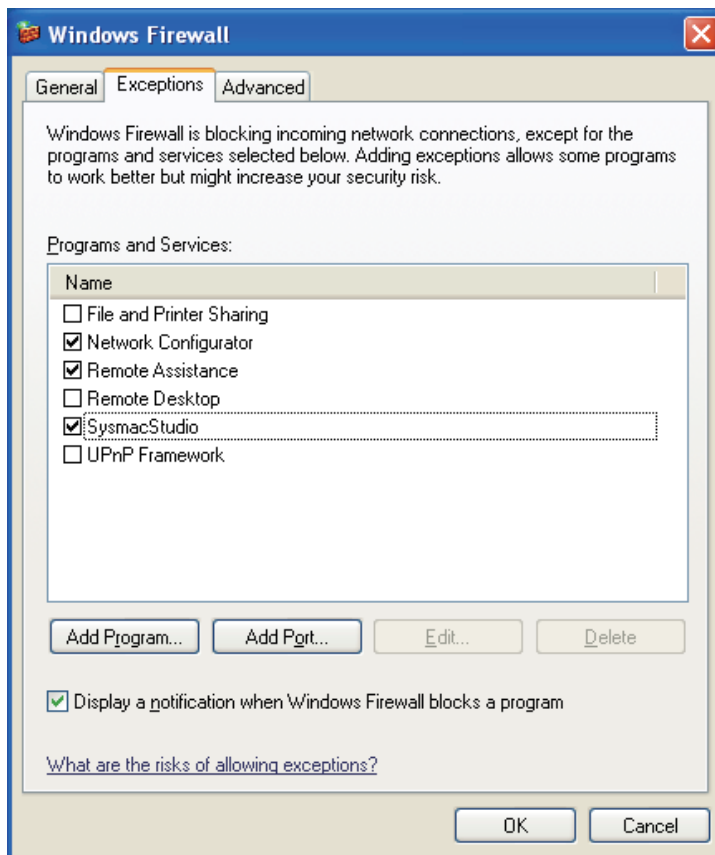 Windows Firewall
General Exceptions Advanced
Windows Firewall is blocking incoming network connections, except for the
programs and services selected below. Adding exceptions allows some programs
to work better but might increase your security risk.
Programs and Services:
Name
File and Printer Sharing
Network Configurator
Remote Assistance
Remote Desktop
SysmacStudio
UPnP Framework
Add Program... Add Port... Edit... Delete
Display a notification when Windows Firewall blocks a program
What are the risks of allowing exceptions?
OK Cancel